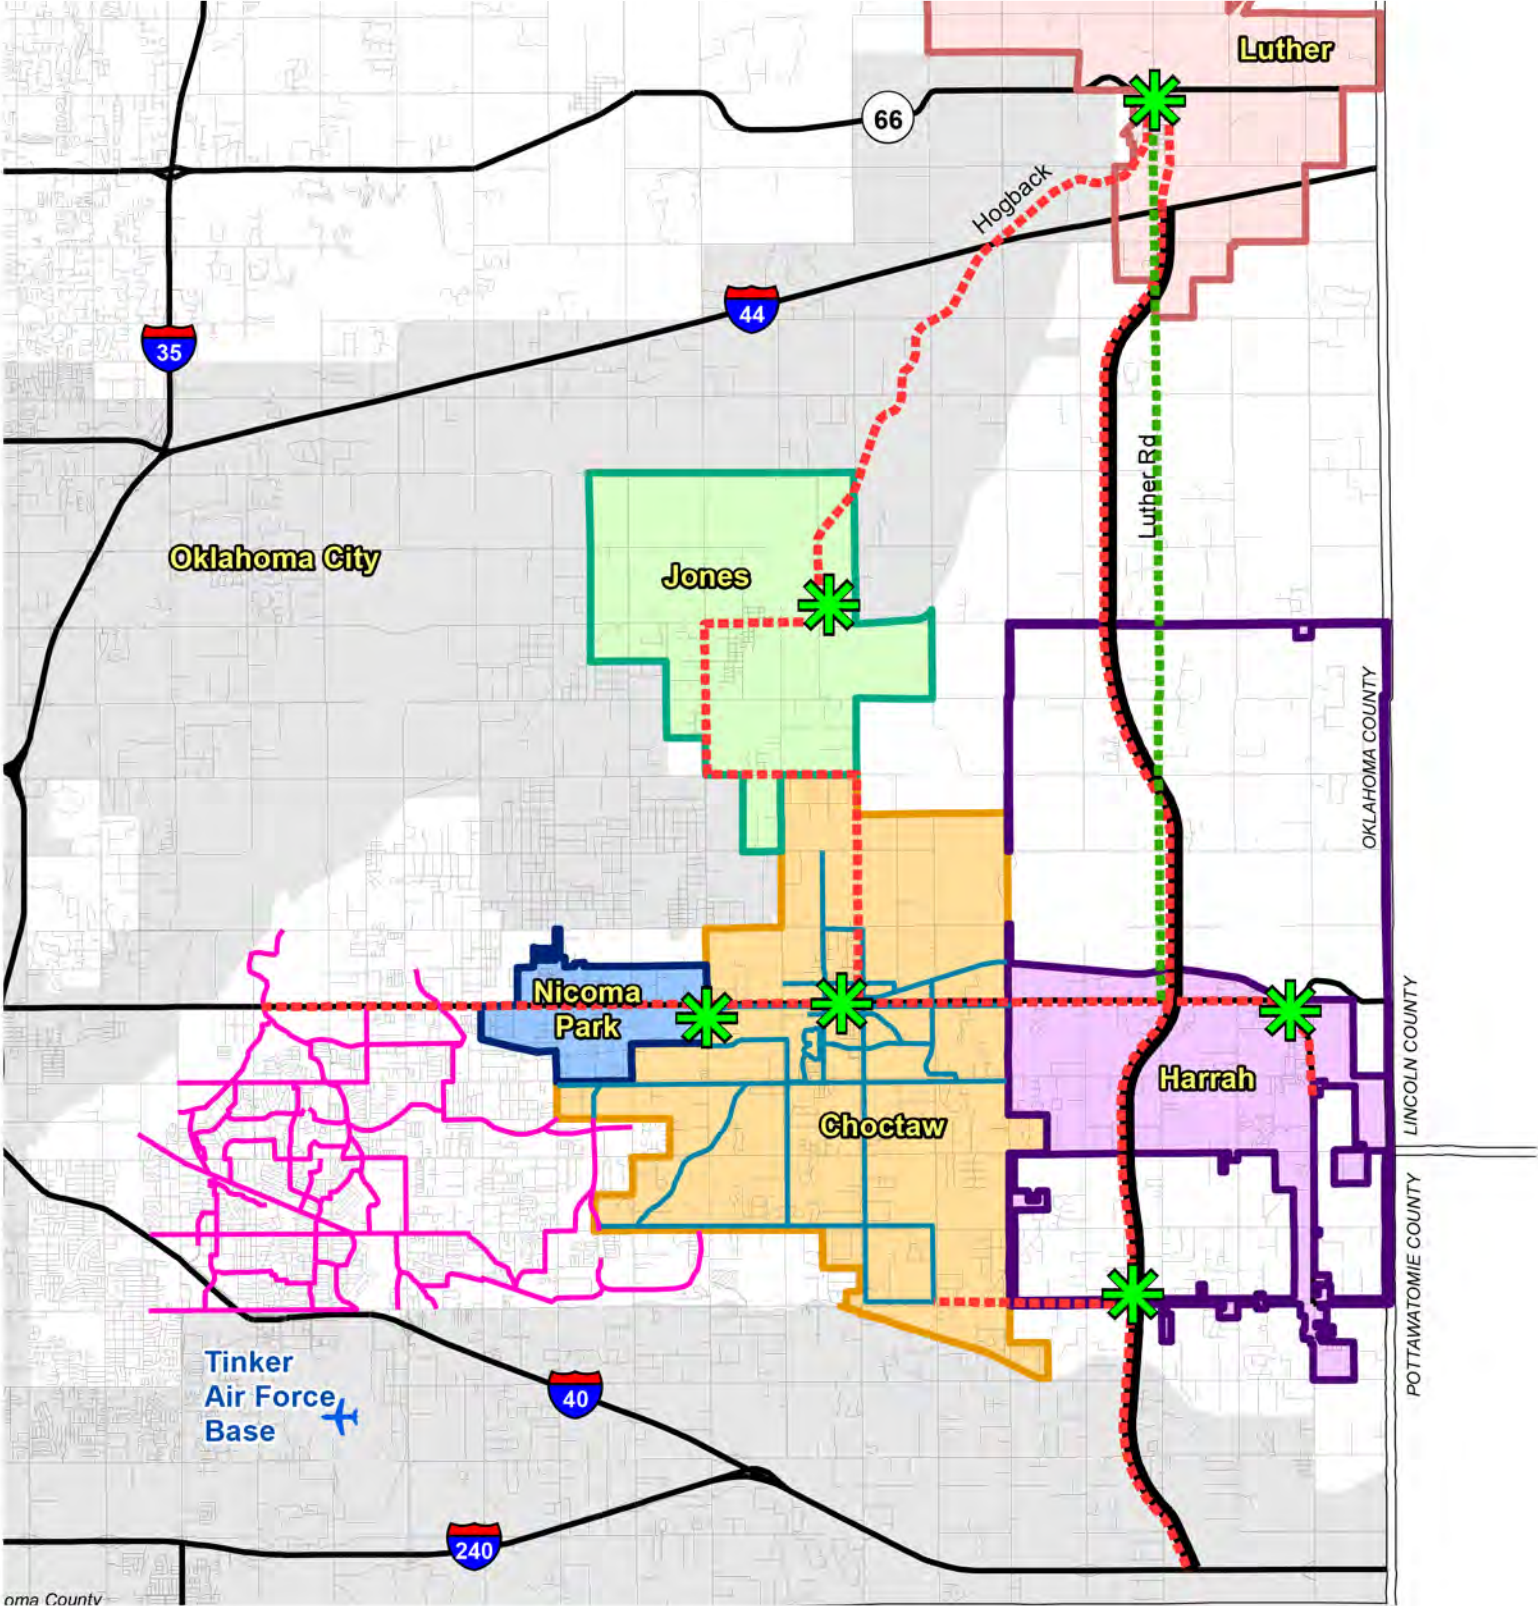 Luther
66
Hogback
44
35
Luther Rd
Oklahoma City
Jones
OKLAHOMA COUNTY
Nicoma
Park
LINCOLN COUNTY
Harrah
Choctaw
POTTAWATOMIE COUNTY
Tinker
Air Force
Base
40
240
oma County